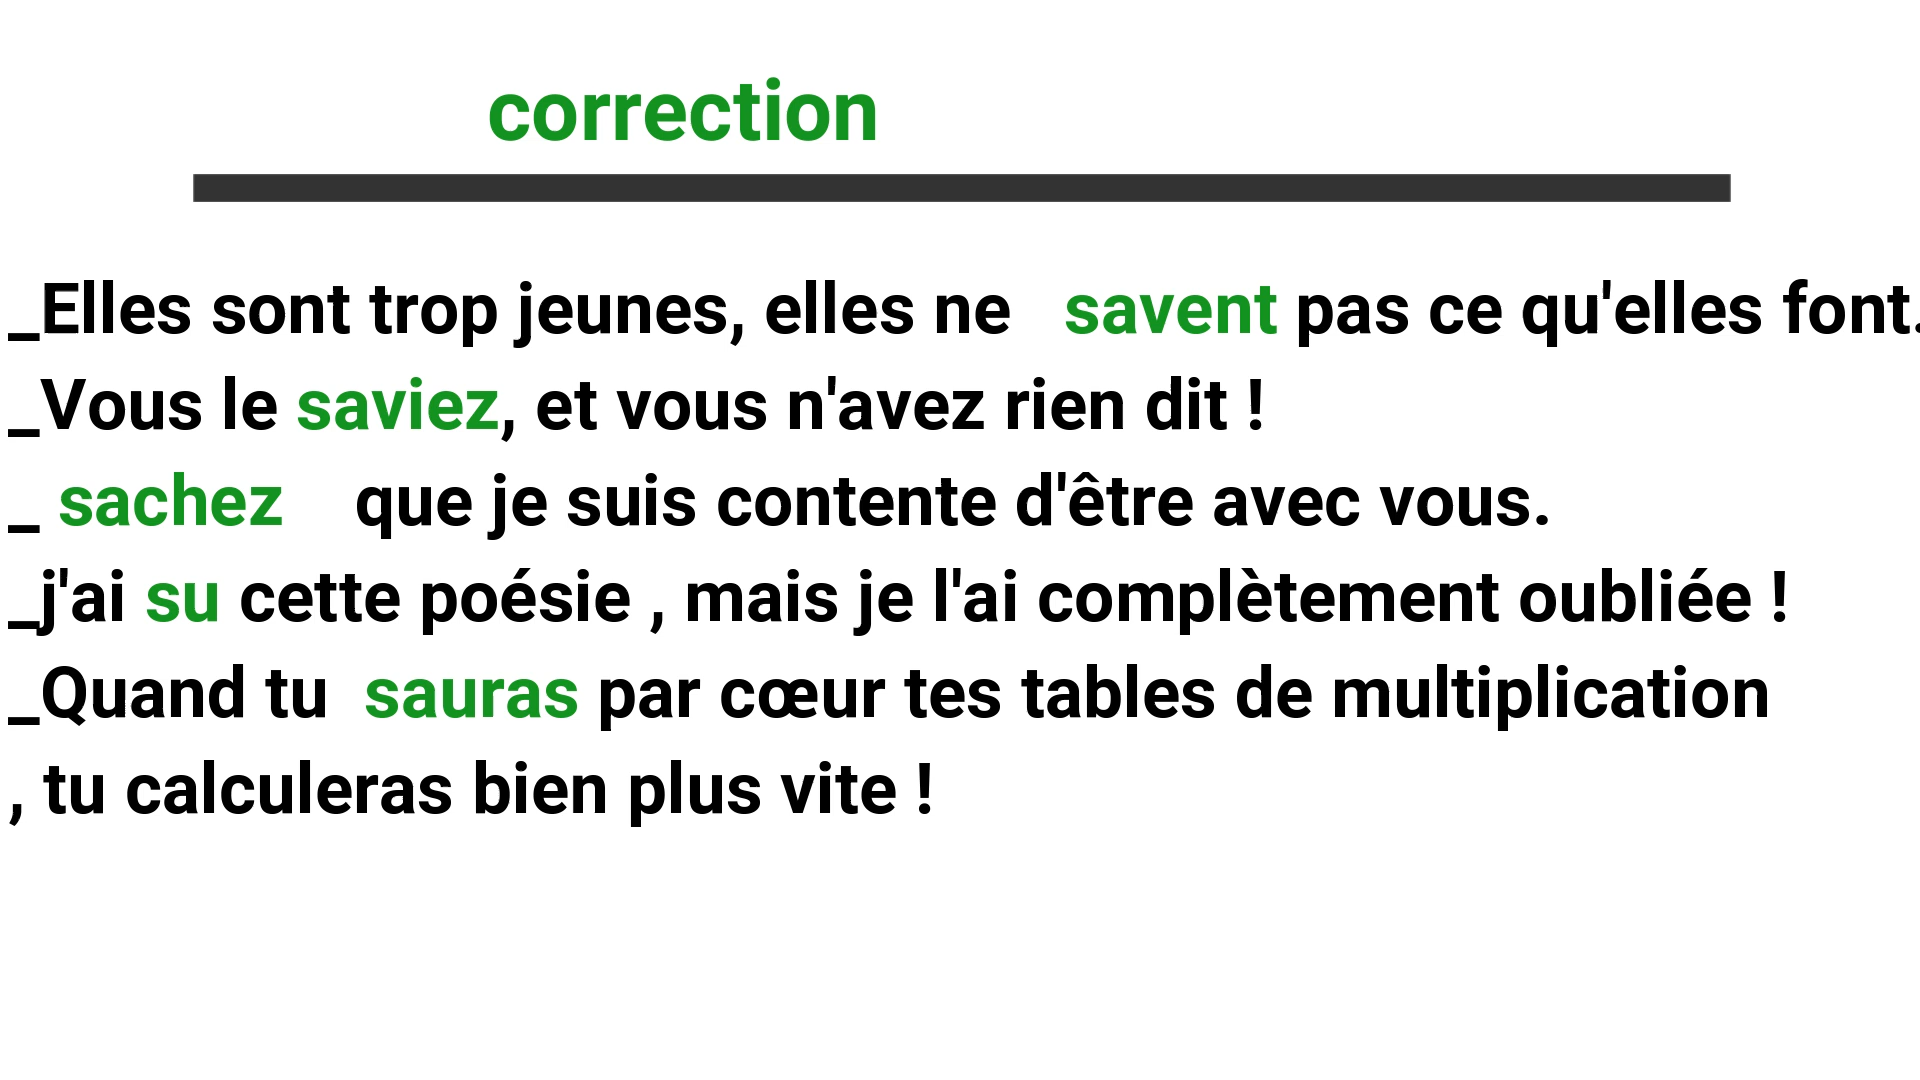 correction
_Elles sont trop jeunes, elles ne savent pas ce qu'elles font.
_Vous le saviez, et vous n'avez rien dit !
_ sachez que je suis contente d'être avec vous.
_j'ai su cette poésie , mais je l'ai complètement oubliée !
_Quand tu sauras par cœur tes tables de multiplication
, tu calculeras bien plus vite !